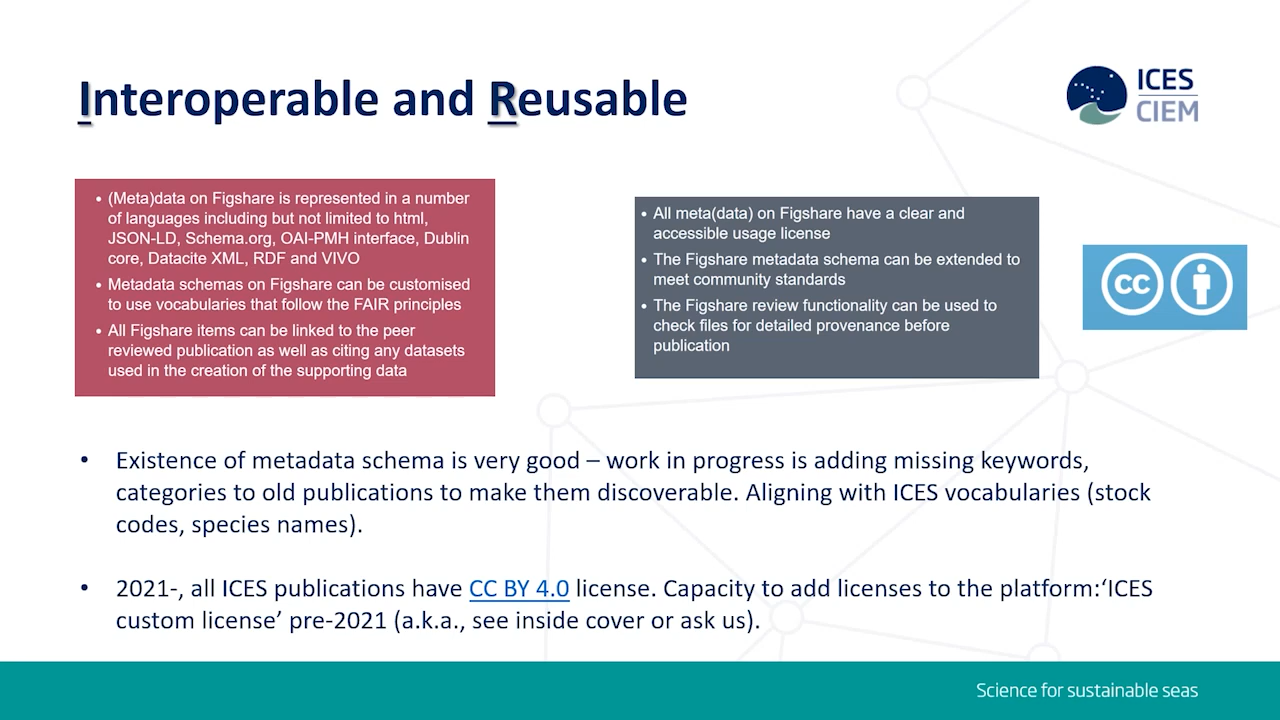 Interoperable and Reusable
ICES
CIEM
• (Meta)data on Figshare is represented in a number
of languages including but not limited to html,
JSON-LD, Schema.org, OAI-PMH interface, Dublin
core, Datacite XML, RDF and VIVO
• Metadata schemas on Figshare can be customised
to use vocabularies that follow the FAIR principles
• All Figshare items can be linked to the peer
reviewed publication as well as citing any datasets
used in the creation of the supporting data
• All meta(data) on Figshare have a clear and
accessible usage license
• The Figshare metadata schema can be extended to
meet community standards
• The Figshare review functionality can be used to
check files for detailed provenance before
publication
CC
• Existence of metadata schema is very good – work in progress is adding missing keywords,
categories to old publications to make them discoverable. Aligning with ICES vocabularies (stock
codes, species names).
• 2021-, all ICES publications have CC BY 4.0 license. Capacity to add licenses to the platform:‘ICES
custom license’ pre-2021 (a.k.a., see inside cover or ask us).
Science for sustainable seas